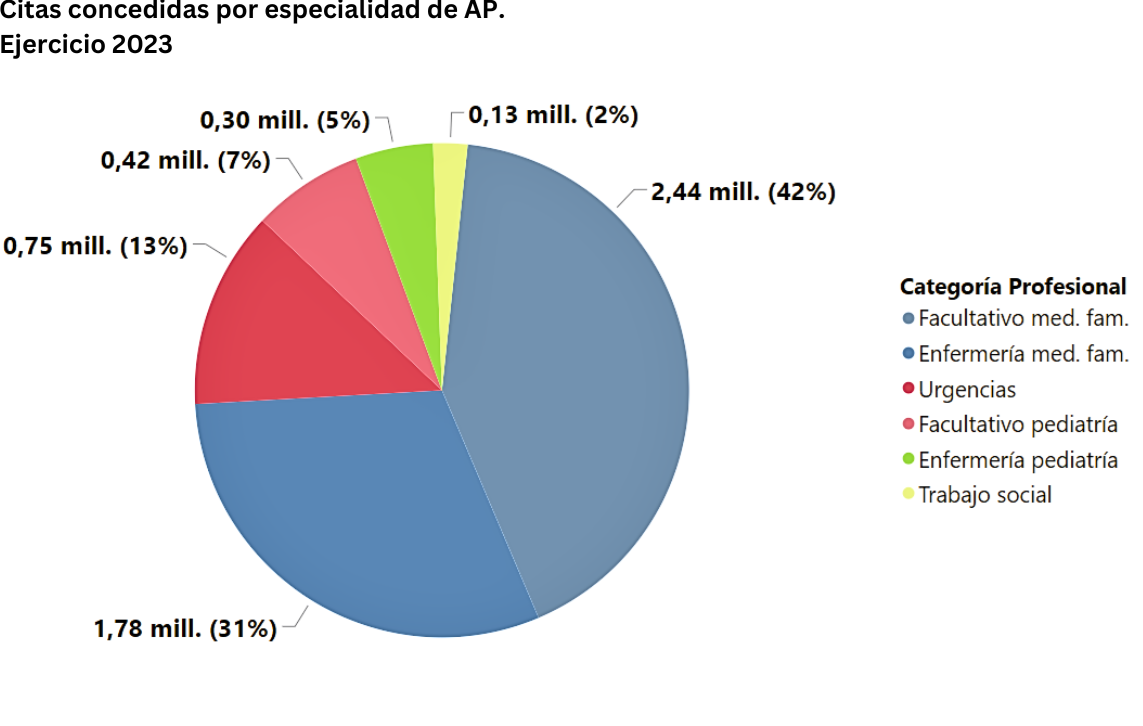 Citas concedidas por especialidad de AP.
Ejercicio 2023
0,30 mill. (5%)
0,13 mill. (2%)
0,42 mill. (7%)
2,44 mill. (42%)
0,75 mill. (13%)
1,78 mill. (31%)
Categoría Profesional
Facultativo med. fam.
Enfermería med. fam.
Urgencias
Facultativo pediatría
Enfermería pediatría
Trabajo social